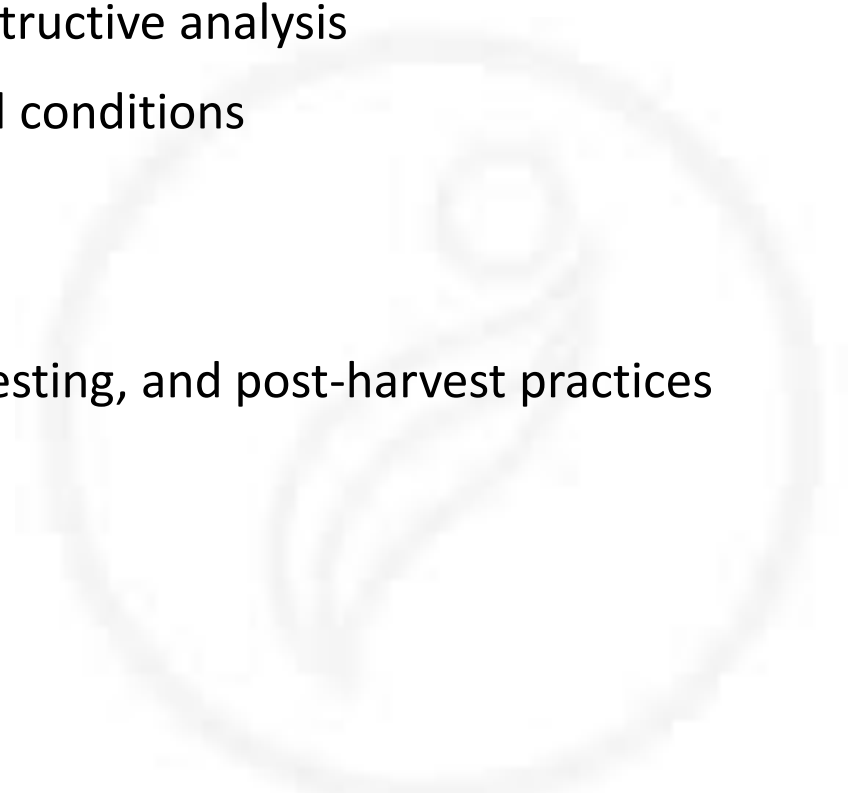 tructive analysis
conditions
esting, and post-harvest practices